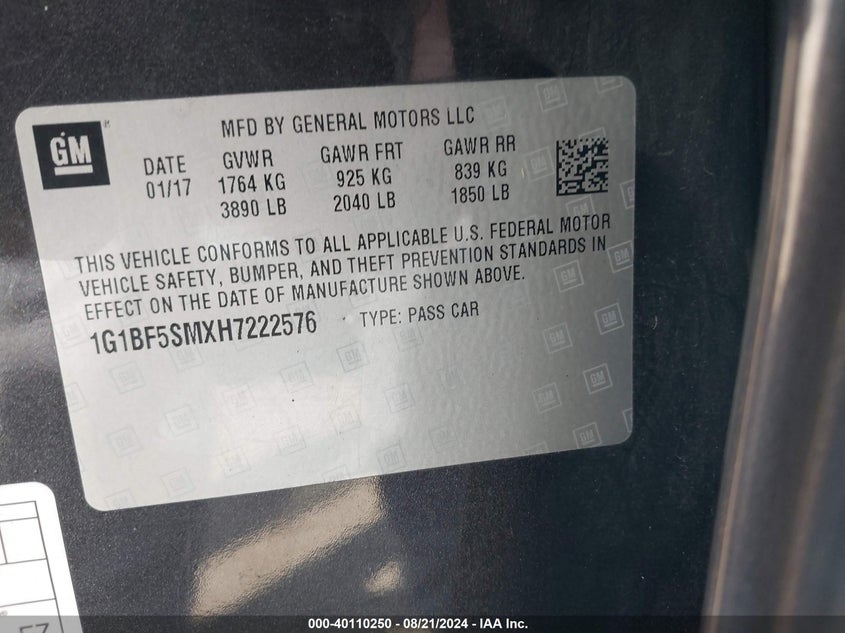 GM
MFD BY GENERAL MOTORS LLC
DATE GVWR GAWR FRT GAWR RR
01/17 1764 KG 925 KG 839 KG
3890 LB 2040 LB 1850 LB
THIS VEHICLE CONFORMS TO ALL APPLICABLE U.S. FEDERAL MOTOR
VEHICLE SAFETY, BUMPER, AND THEFT PREVENTION STANDARDS IN
EFFECT ON THE DATE OF MANUFACTURE SHOWN ABOVE.
1G1BF5SMXH7222576 TYPE: PASS CAR
000-40110250 - 08/21/2024 - IAA Inc.